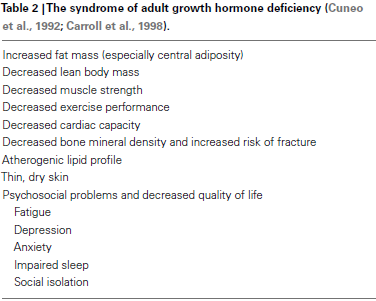 Table 2 | The syndrome of adult growth hormone deficiency (Cuneo
et al., 1992; Carroll et al., 1998).
Increased fat mass (especially central adiposity)
Decreased lean body mass
Decreased muscle strength
Decreased exercise performance
Decreased cardiac capacity
Decreased bone mineral density and increased risk of fracture
Atherogenic lipid profile
Thin, dry skin
Psychosocial problems and decreased quality of life
Fatigue
Depression
Anxiety
Impaired sleep
Social isolation